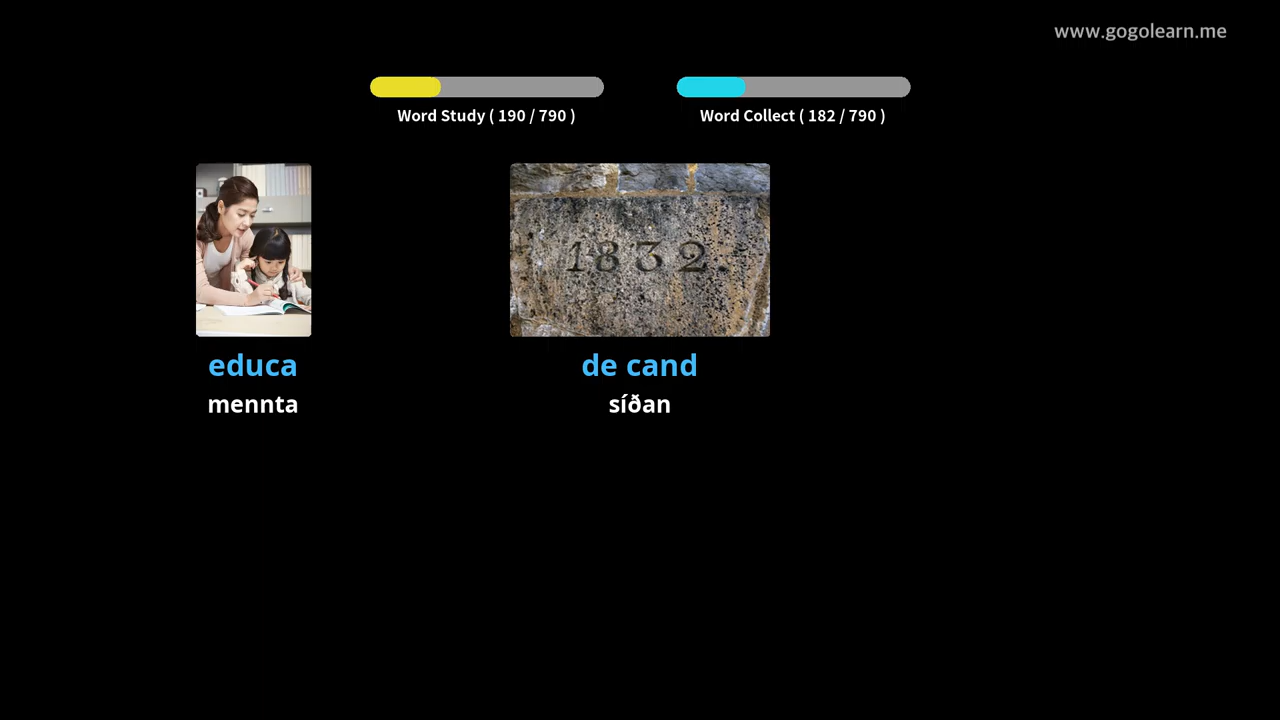 www.gogolearn.me
Word Study ( 190 / 790 )
Word Collect ( 182 / 790 )
1832.
educa
de cand
mennta
síðan